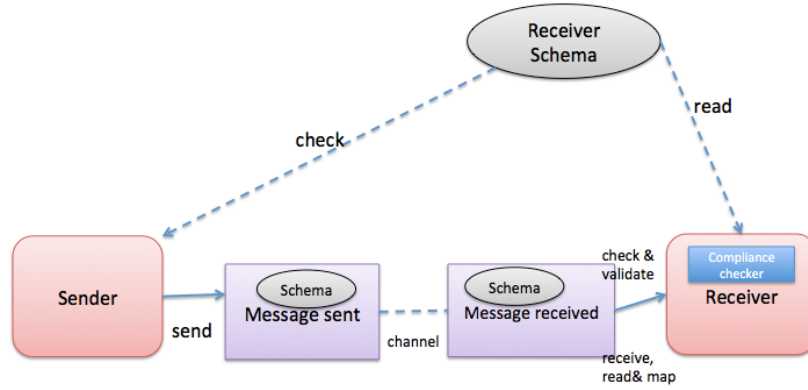 Receiver
Schema
check
read
check &
validate
Compliance
checker
Sender
Schema
Schema
Receiver
Message sent
Message received
send
channel
receive,
read& map